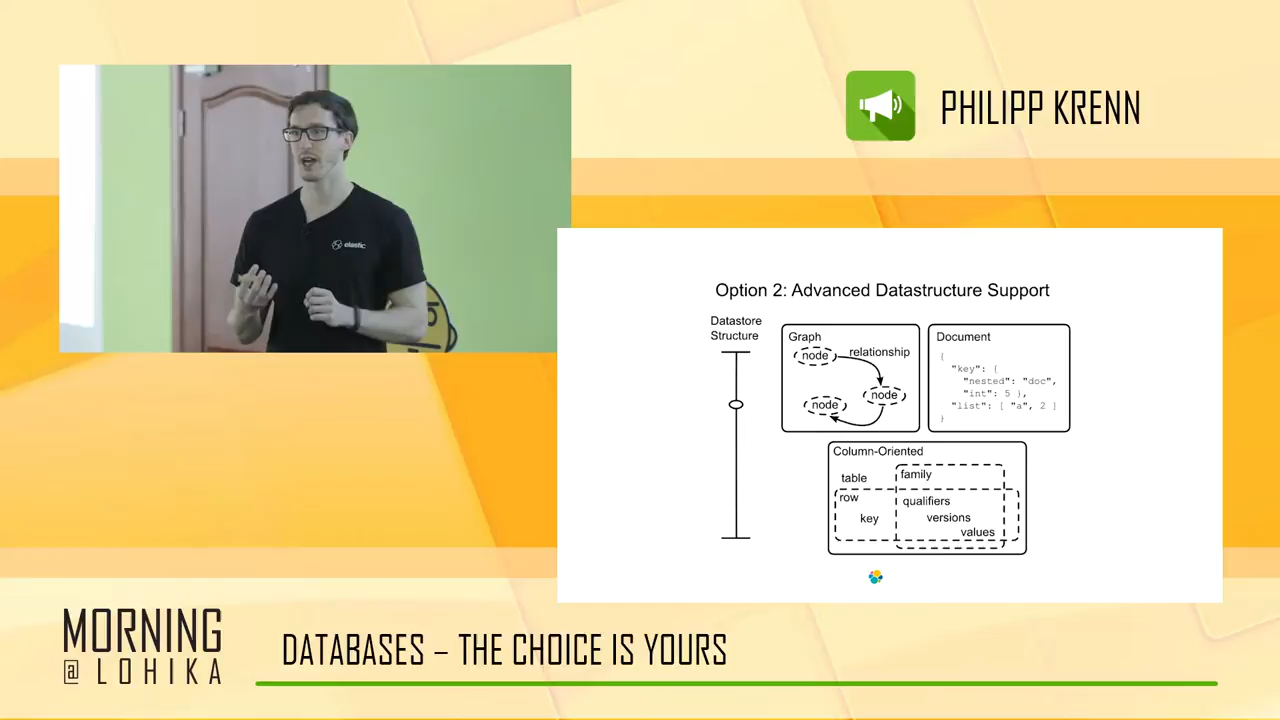 PHILIPP KRENN
elastic
Option 2: Advanced Datastructure Support
Datastore
Structure
Graph
node
relationship
node
node
Document
{
"key": {
"nested": "doc",
"int": 5 },
"list": [ "a", 2 ]
}
Column-Oriented
table
family
row
qualifiers
key
versions
values
MORNING
@ LOHIKA
DATABASES – THE CHOICE IS YOURS